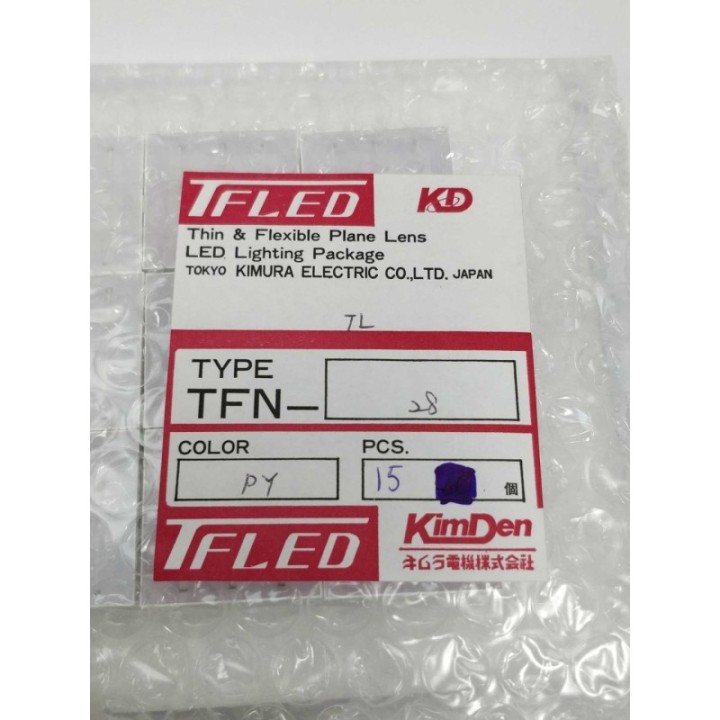 TFLED KD
Thin & Flexible Plane Lens
LED Lighting Package
TOKYO KIMURA ELECTRIC CO.,LTD. JAPAN
TL
TYPE
TFN– 28
COLOR PCS.
PY 15 個
TFLED KimDen
キムラ電機株式会社